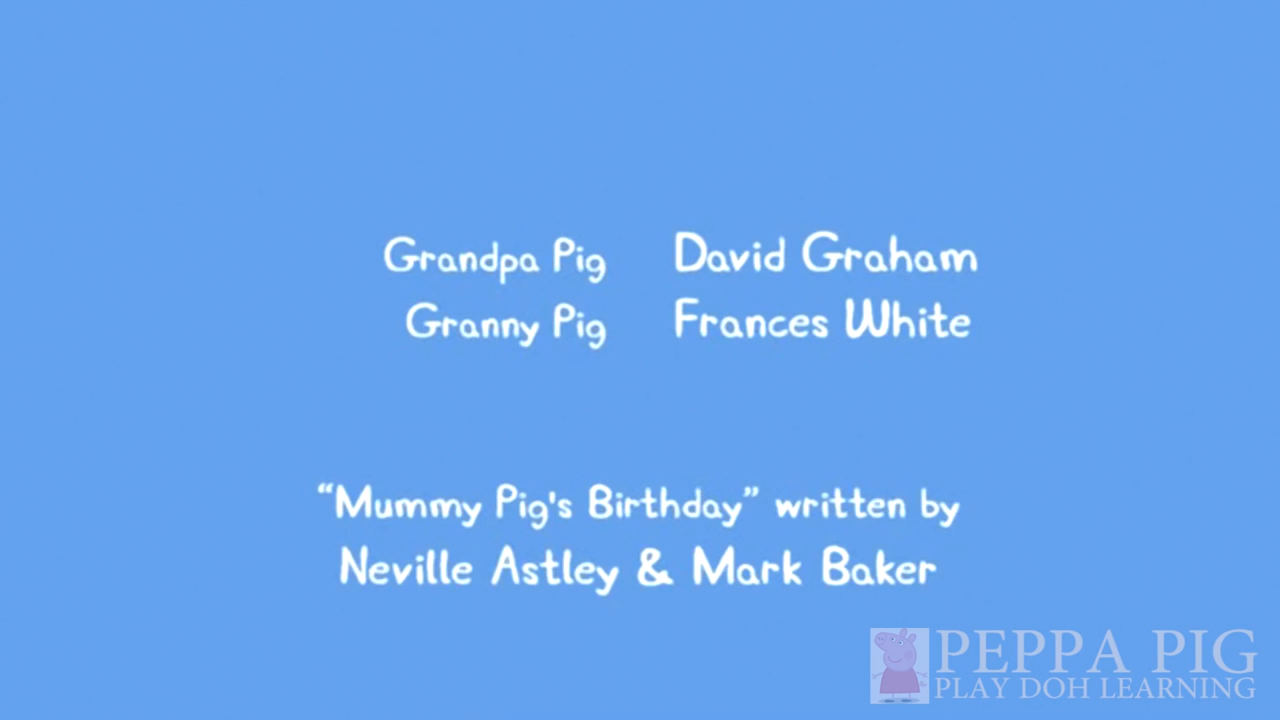 Grandpa Pig David Graham
Granny Pig Frances White
“Mummy Pig's Birthday” written by
Neville Astley & Mark Baker
PEPPA PIG
PLAY DOH LEARNING